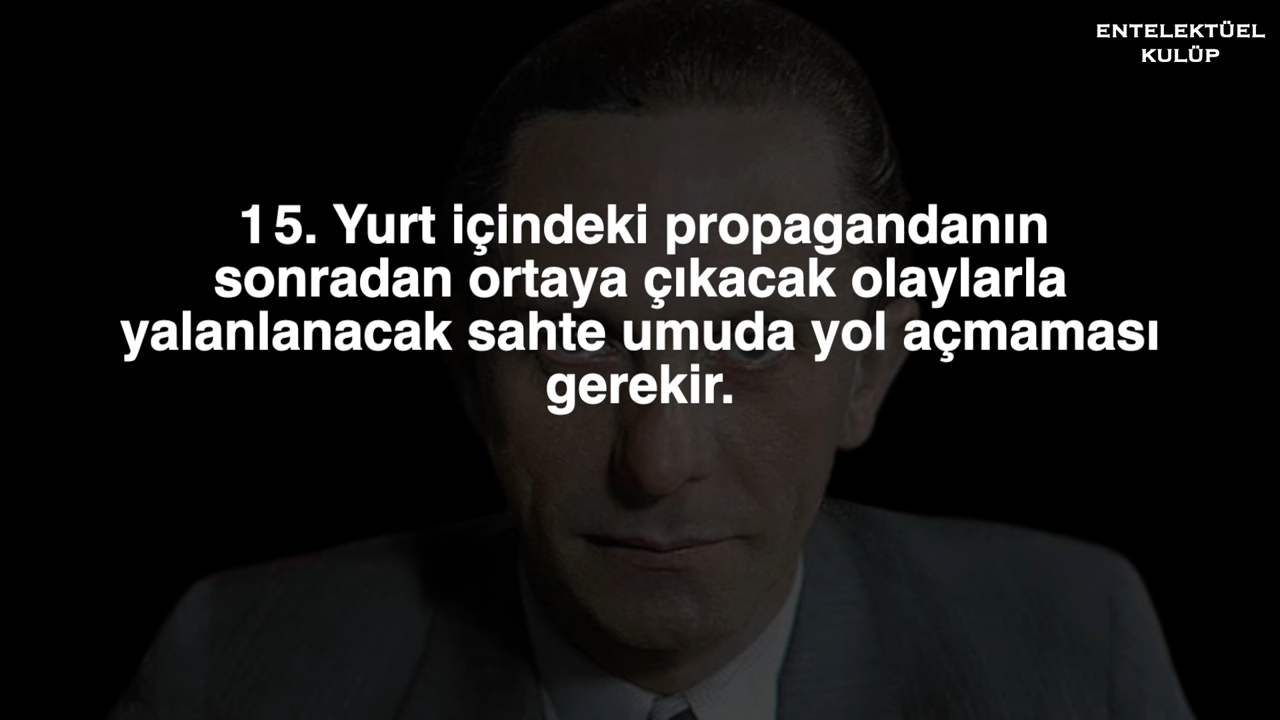 ENTELEKTÜEL
KULÜP
15. Yurt içindeki propagandanın
sonradan ortaya çıkacak olaylarla
yalanlanacak sahte umuda yol açmaması
gerekir.